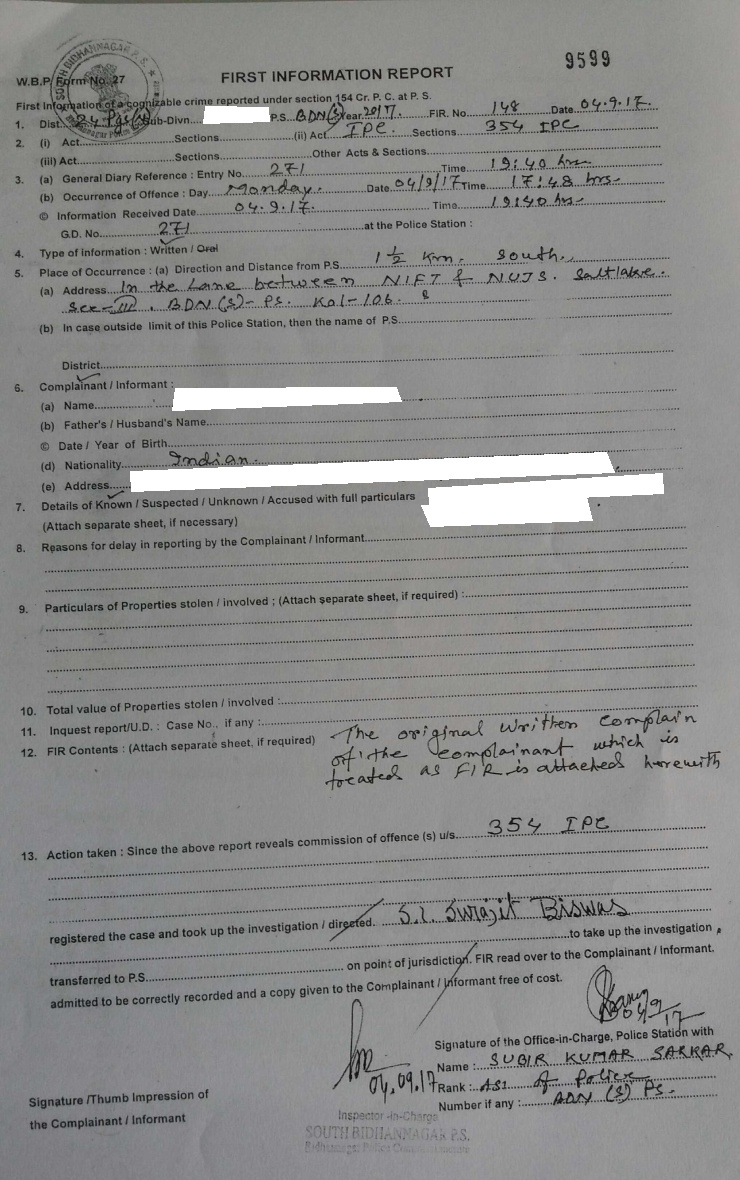 9599
SOUTH BIDHANNAGAR P.S.
W.B.P. Form No. 27
FIRST INFORMATION REPORT
First Information of a cognizable crime reported under section 154 Cr. P. C. at P. S.
1. Dist. 24 Pgs (N) Sub-Divn. P.S. BDN(S) Year 2017. FIR. No 148 Date 04.9.17.
2. (i) Act Sections (ii) Act IPC. Sections 354 IPC
(iii) Act Sections Other Acts & Sections
3. (a) General Diary Reference : Entry No. 271 Time 19:40 hrs
(b) Occurrence of Offence : Day Monday. Date 04/9/17 Time 17:48 hrs-
© Information Received Date 04.9.17. Time 19:40 hrs-
G.D. No. 271 at the Police Station :
4. Type of Information : Written / Oral
5. Place of Occurrence : (a) Direction and Distance from P.S. 1 ½ Km. South.
(a) Address In the Lane between NIFT & NUJS. Saltlake.
Sec-III, BDN(S)-Ps. Kol-106.
(b) In case outside limit of this Police Station, then the name of P.S.
District
6. Complainant / Informant :
(a) Name
(b) Father's / Husband's Name
© Date / Year of Birth
(d) Nationality Indian.
(e) Address
7. Details of Known / Suspected / Unknown / Accused with full particulars
(Attach separate sheet, if necessary)
8. Reasons for delay in reporting by the Complainant / Informant
9. Particulars of Properties stolen / involved ; (Attach separate sheet, if required) :
10. Total value of Properties stolen / involved :
11. Inquest report/U.D. : Case No., if any :
12. FIR Contents : (Attach separate sheet, if required) The original written complain
of the complainant which is
treated as FIR is attached herewith
13. Action taken : Since the above report reveals commission of offence (s) u/s 354 IPC
registered the case and took up the investigation / directed. S.I. Surajit Biswas
to take up the investigation,
transferred to P.S. on point of jurisdiction. FIR read over to the Complainant / Informant.
admitted to be correctly recorded and a copy given to the Complainant / Informant free of cost.
04/9/17
Signature of the Office-in-Charge, Police Station with
04.09.17
Name : SUBIR KUMAR SARKAR,
Rank : ASI of Police
Number if any : BDN (S) Ps.
Signature /Thumb Impression of
the Complainant / Informant
Inspector -in-Charge
SOUTH BIDHANNAGAR P.S.
Bidhannagar Police Commissionerate